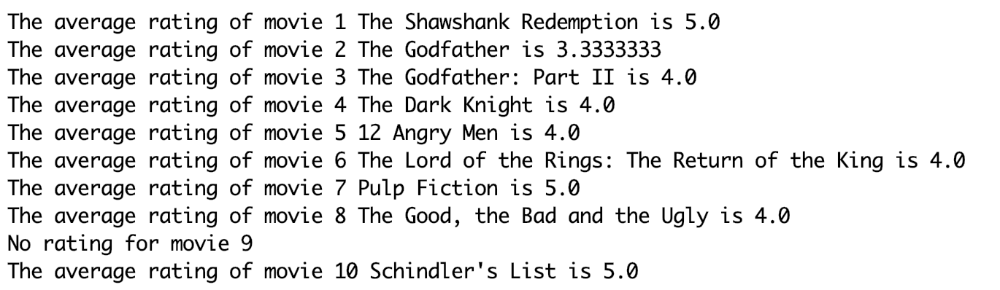 The average rating of movie 1 The Shawshank Redemption is 5.0
The average rating of movie 2 The Godfather is 3.3333333
The average rating of movie 3 The Godfather: Part II is 4.0
The average rating of movie 4 The Dark Knight is 4.0
The average rating of movie 5 12 Angry Men is 4.0
The average rating of movie 6 The Lord of the Rings: The Return of the King is 4.0
The average rating of movie 7 Pulp Fiction is 5.0
The average rating of movie 8 The Good, the Bad and the Ugly is 4.0
No rating for movie 9
The average rating of movie 10 Schindler's List is 5.0